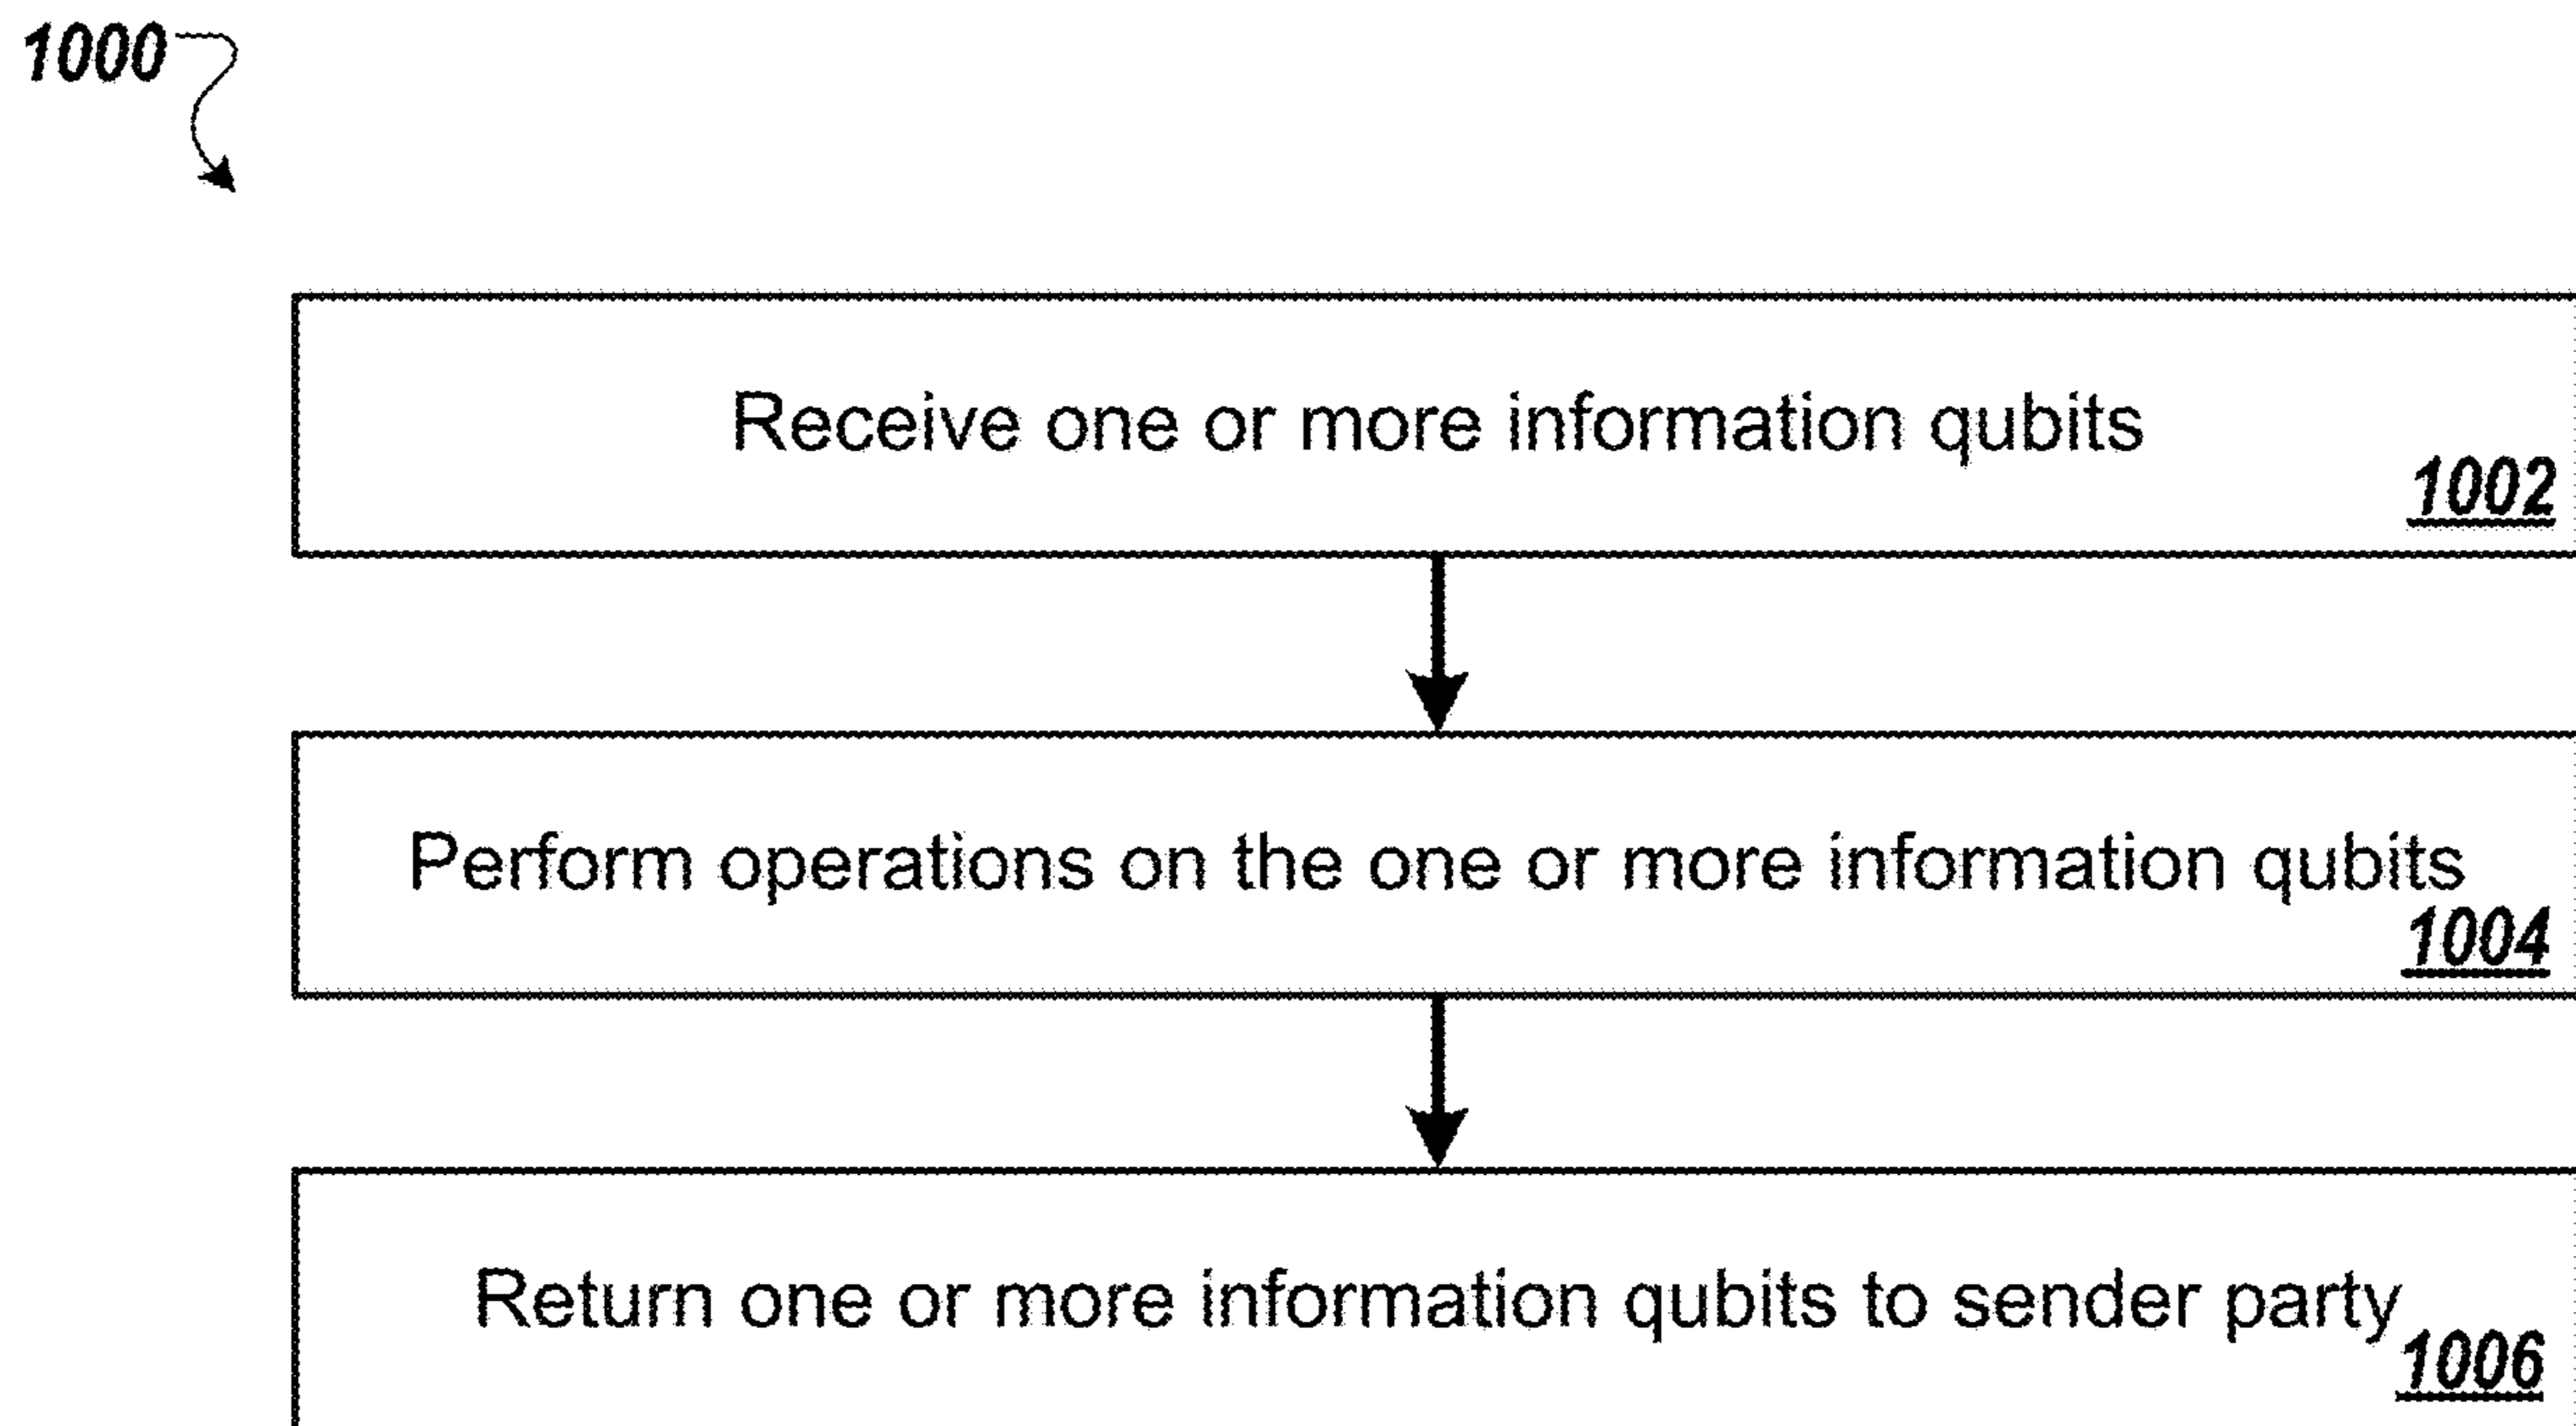 1000
Receive one or more information qubits
1002
Perform operations on the one or more information qubits
1004
Return one or more information qubits to sender party
1006